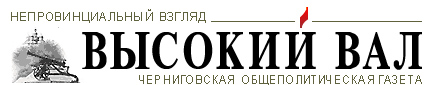 НЕПРОВИНЦИАЛЬНЫЙ ВЗГЛЯД
ВЫСОКИЙ ВАЛ
ЧЕРНИГОВСКАЯ ОБЩЕПОЛИТИЧЕСКАЯ ГАЗЕТА